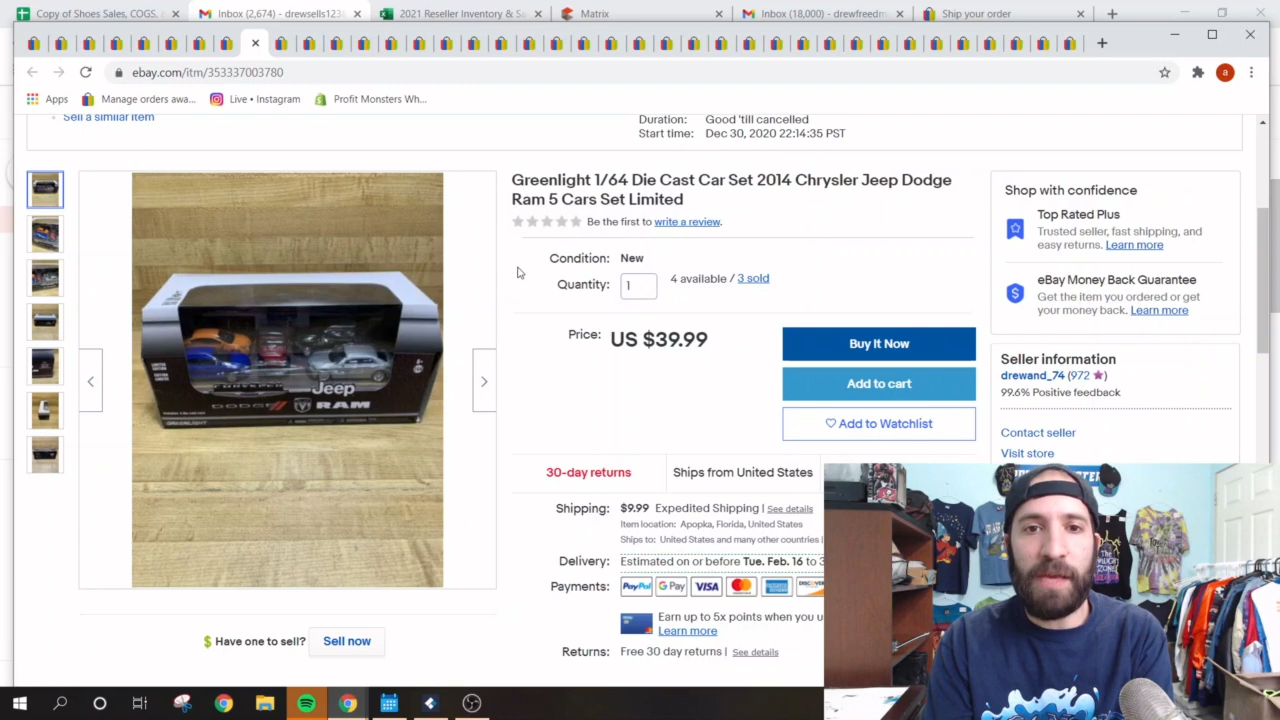 Copy of Shoes Sales, COGS,
Inbox (2,674) - drewsells123
2021 Reseller Inventory & Sa
Matrix
Inbox (18,000) - drewfreedm
Ship your order
ebay.com/itm/353337003780
a
Apps
Manage orders awa...
Live • Instagram
Profit Monsters Wh...
Sell a similar item
Duration: Good 'till cancelled
Start time: Dec 30, 2020 22:14:35 PST
Greenlight 1/64 Die Cast Car Set 2014 Chrysler Jeep Dodge
Ram 5 Cars Set Limited
Be the first to write a review.
Condition: New
Quantity: 1 4 available / 3 sold
Price: US $39.99
Buy It Now
Add to cart
Add to Watchlist
30-day returns
Ships from United States
Shipping: $9.99 Expedited Shipping | See details
Item location: Apopka, Florida, United States
Ships to: United States and many other countries |
Delivery: Estimated on or before Tue. Feb. 16 to 3
Payments: PayPal G Pay VISA
Earn up to 5x points when you u
Learn more
Returns: Free 30 day returns | See details
Shop with confidence
Top Rated Plus
Trusted seller, fast shipping, and
easy returns. Learn more
eBay Money Back Guarantee
Get the item you ordered or get
your money back. Learn more
Seller information
drewand_74 (972)
99.6% Positive feedback
Contact seller
Visit store
Jeep
DODGE RAM
GREENLIGHT
Have one to sell? Sell now